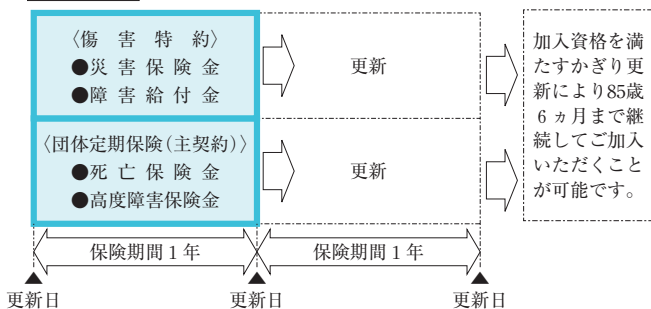 〈傷害特約〉
●災害保険金
●障害給付金
更新
〈団体定期保険(主契約)〉
●死亡保険金
●高度障害保険金
更新
加入資格を満
たすかぎり更
新により85歳
6ヵ月まで継
続してご加入
いただくこと
が可能です。
保険期間1年
保険期間1年
更新日
更新日
更新日